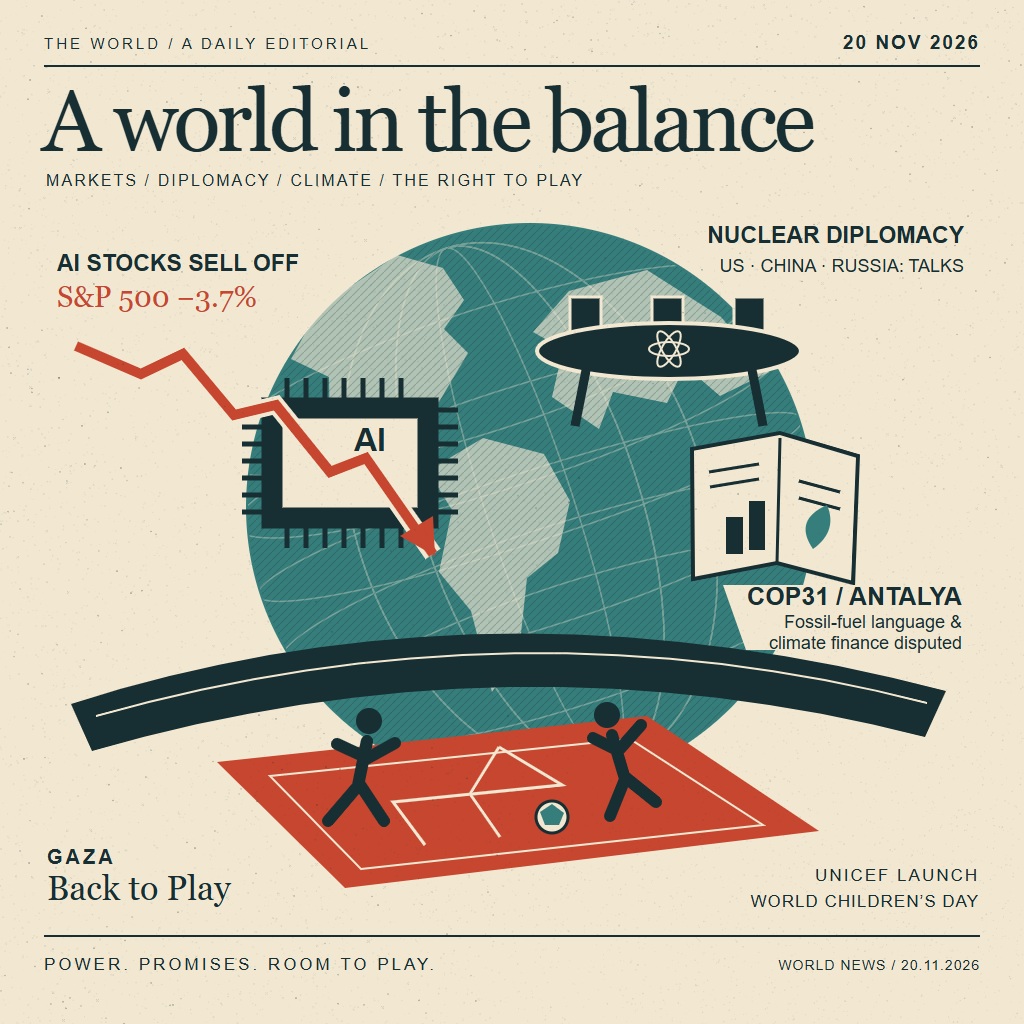 THE WORLD / A DAILY EDITORIAL
20 NOV 2026
A world in the balance
MARKETS / DIPLOMACY / CLIMATE / THE RIGHT TO PLAY
NUCLEAR DIPLOMACY
US · CHINA · RUSSIA: TALKS
AI STOCKS SELL OFF
S&P 500 −3.7%
AI
COP31 / ANTALYA
Fossil-fuel language &
climate finance disputed
GAZA
Back to Play
UNICEF LAUNCH
WORLD CHILDREN'S DAY
POWER. PROMISES. ROOM TO PLAY.
WORLD NEWS / 20.11.2026